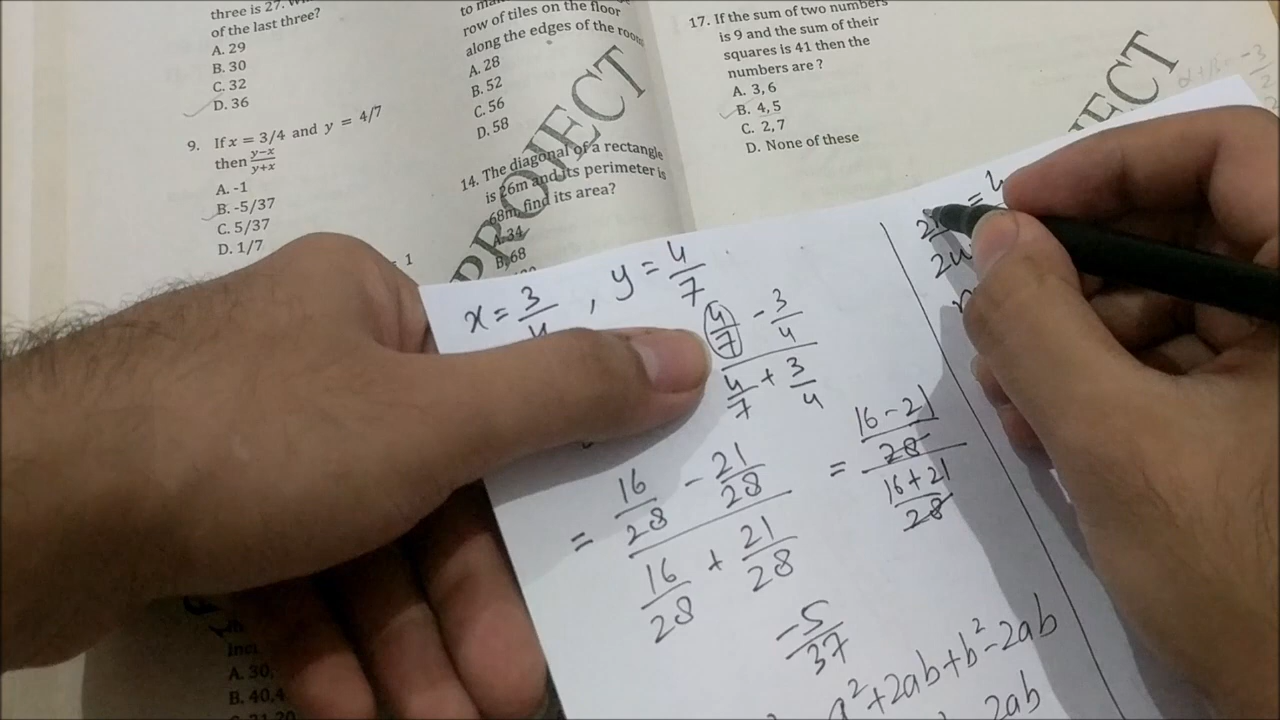 three is 27.
of the last three?
A. 29
B. 30
C. 32
D. 36
9. If x = 3/4 and y = 4/7
then y−x/y+x
A. -1
B. -5/37
C. 5/37
D. 1/7
row of tiles on the floor
along the edges of the room
A. 28
B. 52
C. 56
D. 58
14. The diagonal of a rectangle
is 26m and its perimeter is
68m find its area?
A. 34
B. 68
PROJECT
17. If the sum of two numbers
is 9 and the sum of their
squares is 41 then the
numbers are ?
A. 3, 6
B. 4, 5
C. 2, 7
D. None of these
JECT
x = 3/4 , y = 4/7
4/7 - 3/4
4/7 + 3/4
= 16/28 - 21/28
16/28 + 21/28
= 16-21/28
16+21/28
-5/37
a²+2ab+b²-2ab
2ab
A. 30,
B. 40,4